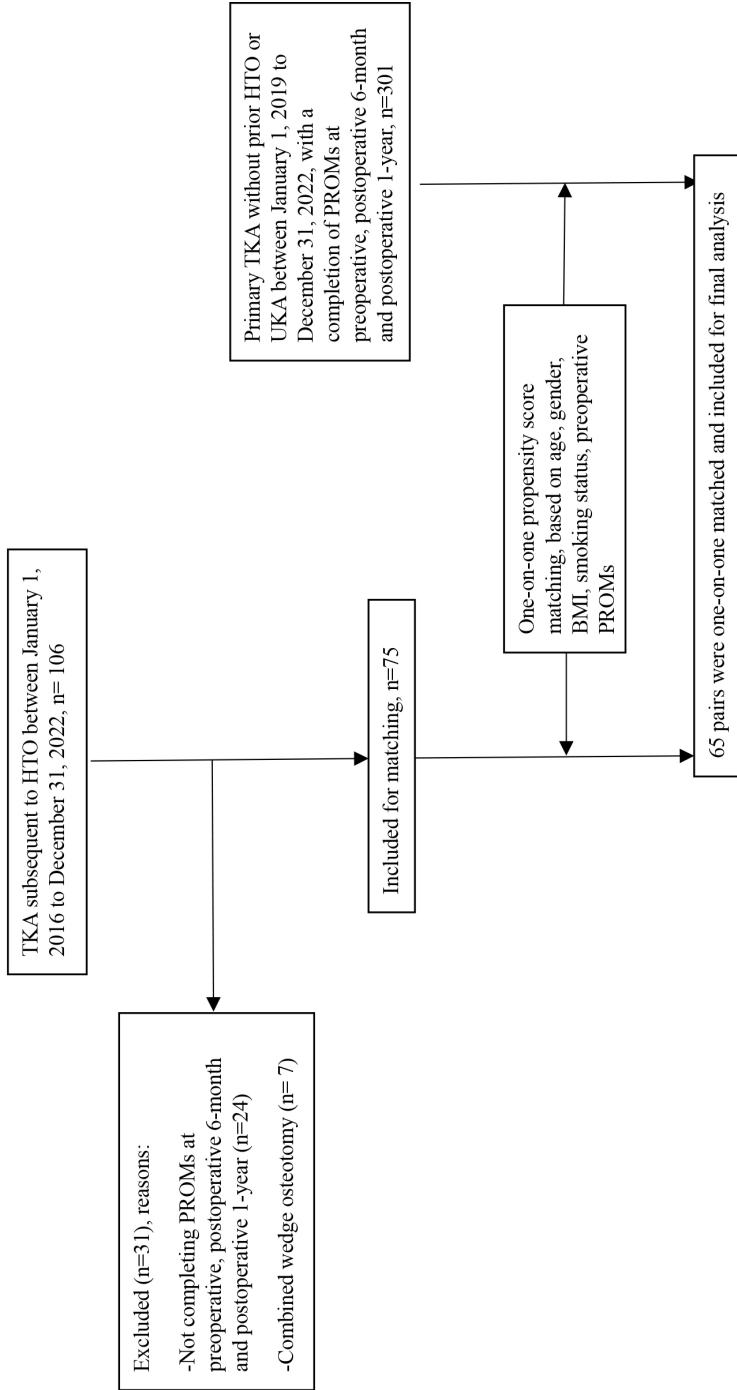 TKA subsequent to HTO between January 1,
2016 to December 31, 2022, n= 106
Excluded (n=31), reasons:
-Not completing PROMs at
preoperative, postoperative 6-month
and postoperative 1-year (n=24)
-Combined wedge osteotomy (n= 7)
Primary TKA without prior HTO or
UKA between January 1, 2019 to
December 31, 2022, with a
completion of PROMs at
preoperative, postoperative 6-month
and postoperative 1-year, n=301
Included for matching, n=75
One-on-one propensity score
matching, based on age, gender,
BMI, smoking status, preoperative
PROMs
65 pairs were one-on-one matched and included for final analysis